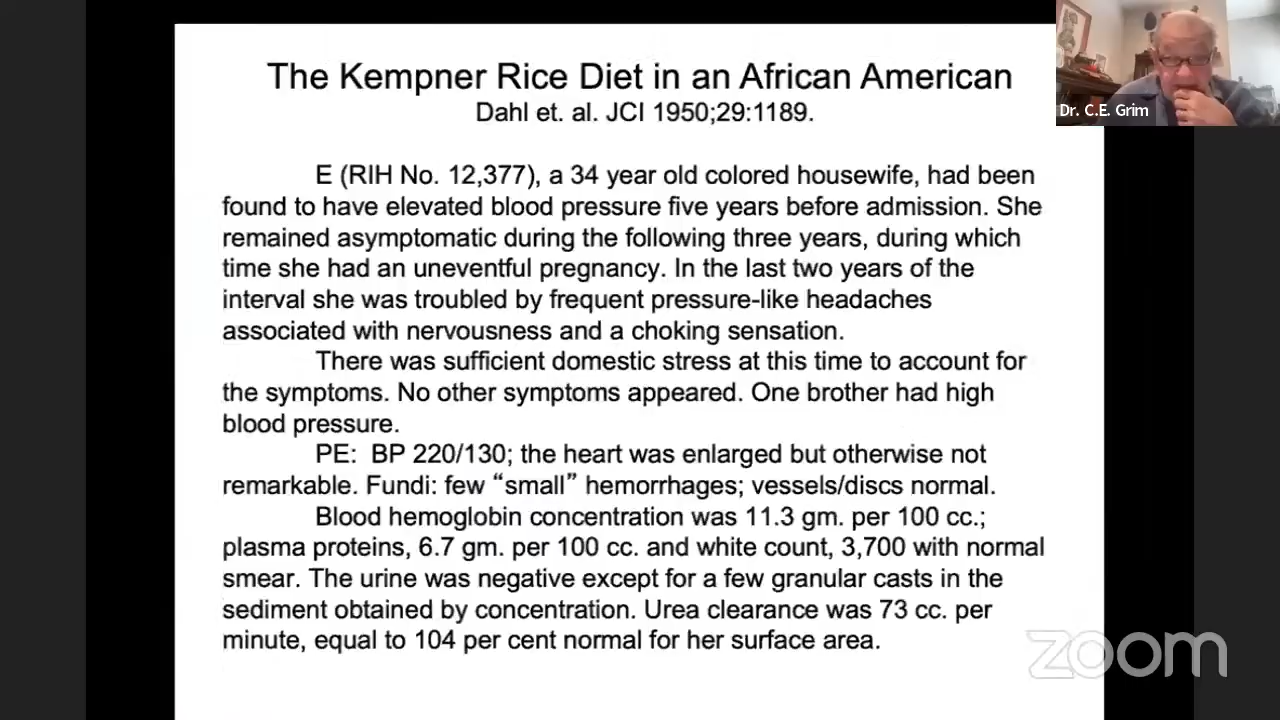 The Kempner Rice Diet in an African American
Dahl et. al. JCI 1950;29:1189.
Dr. C.E. Grim
E (RIH No. 12,377), a 34 year old colored housewife, had been
found to have elevated blood pressure five years before admission. She
remained asymptomatic during the following three years, during which
time she had an uneventful pregnancy. In the last two years of the
interval she was troubled by frequent pressure-like headaches
associated with nervousness and a choking sensation.
There was sufficient domestic stress at this time to account for
the symptoms. No other symptoms appeared. One brother had high
blood pressure.
PE:  BP 220/130; the heart was enlarged but otherwise not
remarkable. Fundi: few “small” hemorrhages; vessels/discs normal.
Blood hemoglobin concentration was 11.3 gm. per 100 cc.;
plasma proteins, 6.7 gm. per 100 cc. and white count, 3,700 with normal
smear. The urine was negative except for a few granular casts in the
sediment obtained by concentration. Urea clearance was 73 cc. per
minute, equal to 104 per cent normal for her surface area.
zoom